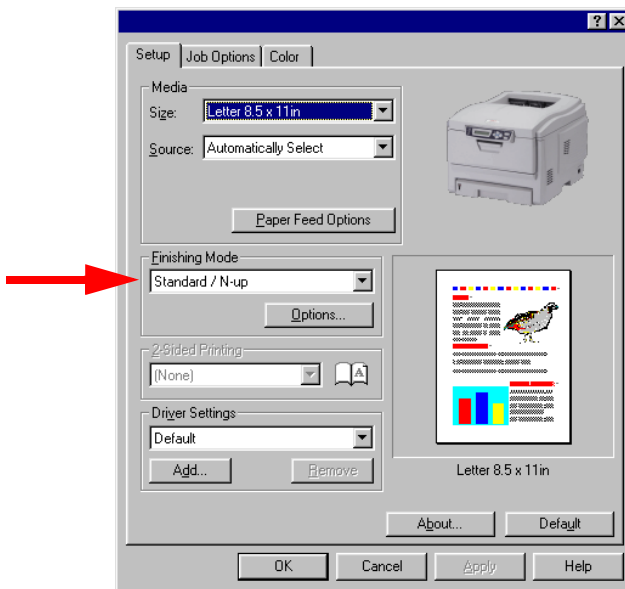 Setup
Job Options
Color
Media
Size:
Letter 8.5 x 11in
Source:
Automatically Select
Paper Feed Options
Finishing Mode
Standard / N-up
Options...
2-Sided Printing
(None)
A
Driver Settings
Default
Add...
Remove
Letter 8.5 x 11in
About...
Default
OK
Cancel
Apply
Help